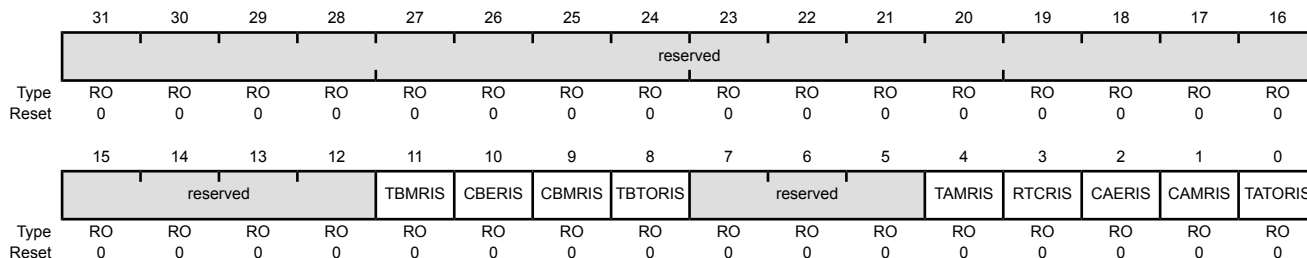 31 30 29 28 27 26 25 24 23 22 21 20 19 18 17 16
reserved
Type RO RO RO RO RO RO RO RO RO RO RO RO RO RO RO RO
Reset 0 0 0 0 0 0 0 0 0 0 0 0 0 0 0 0
15 14 13 12 11 10 9 8 7 6 5 4 3 2 1 0
reserved TBMRIS CBERIS CBMRIS TBTORIS reserved TAMRIS RTCRIS CAERIS CAMRIS TATORIS
Type RO RO RO RO RO RO RO RO RO RO RO RO RO RO RO RO
Reset 0 0 0 0 0 0 0 0 0 0 0 0 0 0 0 0